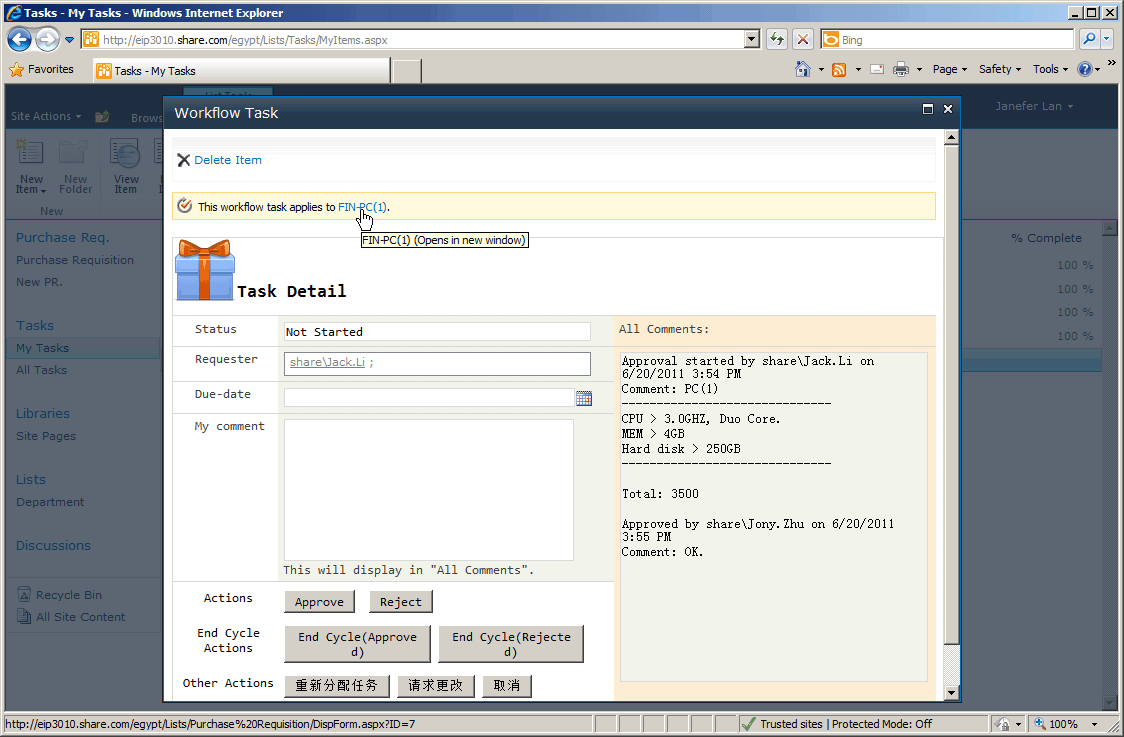 Tasks - My Tasks - Windows Internet Explorer
http://eip3010.share.com/egypt/Lists/Tasks/MyItems.aspx
Bing
Favorites
Tasks - My Tasks
Page
Safety
Tools
»
Site Actions
Janefer Lan
New Item
New Folder
View Item
New
Purchase Req.
Purchase Requisition
New PR.
Tasks
My Tasks
All Tasks
Libraries
Site Pages
Lists
Department
Discussions
Recycle Bin
All Site Content
% Complete
100 %
100 %
100 %
100 %
Workflow Task
Delete Item
This workflow task applies to FIN-PC(1).
FIN-PC(1) (Opens in new window)
Task Detail
Status
Not Started
Requester
share\Jack.Li ;
Due-date
My comment
This will display in "All Comments".
Actions
Approve
Reject
End Cycle
Actions
End Cycle(Approve
d)
End Cycle(Rejecte
d)
Other Actions
重新分配任务
请求更改
取消
All Comments:
Approval started by share\Jack.Li on
6/20/2011 3:54 PM
Comment: PC(1)
------------------------------
CPU > 3.0GHZ, Duo Core.
MEM > 4GB
Hard disk > 250GB
------------------------------
Total: 3500
Approved by share\Jony.Zhu on 6/20/2011
3:55 PM
Comment: OK.
http://eip3010.share.com/egypt/Lists/Purchase%20Requisition/DispForm.aspx?ID=7
Trusted sites | Protected Mode: Off
100%